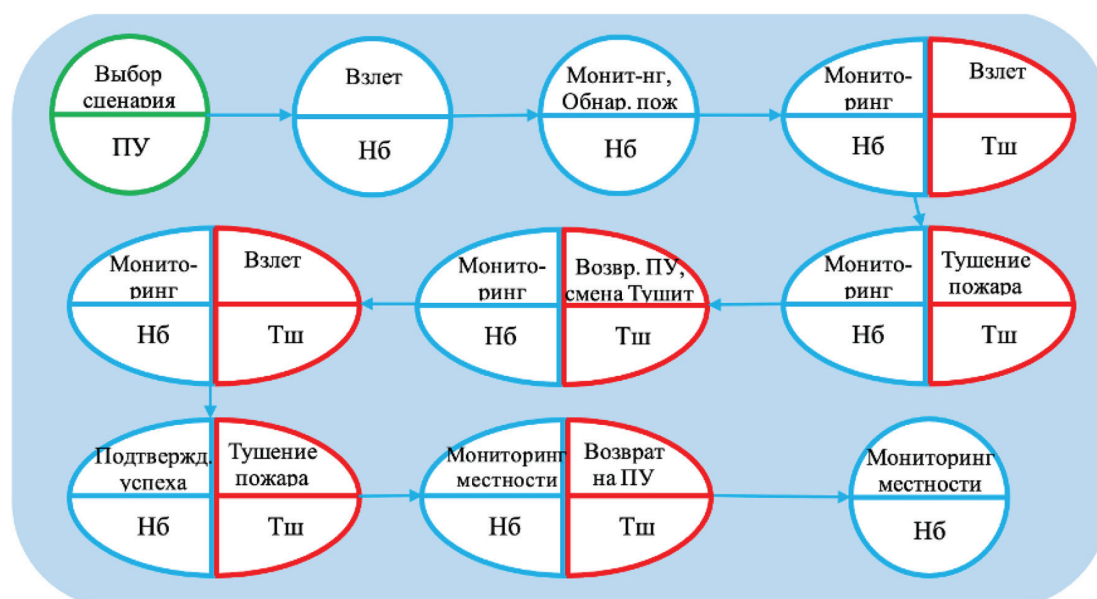 Выбор
сценария
ПУ
Взлет
Нб
Монит-нг,
Обнар. пож
Нб
Монито-
ринг
Нб
Взлет
Тш
Монито-
ринг
Нб
Тушение
пожара
Тш
Монито-
ринг
Нб
Возвр. ПУ,
смена Тушит
Тш
Монито-
ринг
Нб
Взлет
Тш
Подтвержд.
успеха
Нб
Тушение
пожара
Тш
Мониторинг
местности
Нб
Возврат
на ПУ
Тш
Мониторинг
местности
Нб